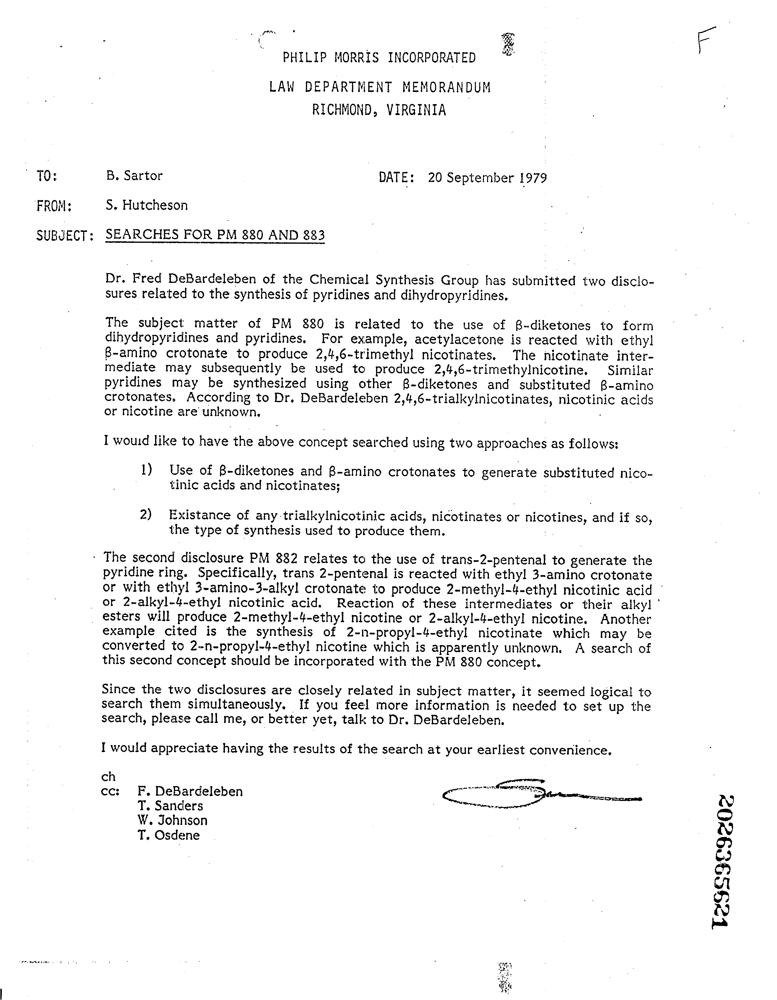 F
PHILIP MORRIS INCORPORATED
LAW DEPARTMENT MEMORANDUM
RICHMOND, VIRGINIA
TO: B. Sartor DATE: 20 September 1979
FROM: S. Hutcheson
SUBJECT: SEARCHES FOR PM 880 AND 883
Dr. Fred DeBardeleben of the Chemical Synthesis Group has submitted two disclo-
sures related to the synthesis of pyridines and dihydropyridines.
The subject matter of PM 880 is related to the use of β-diketones to form
dihydropyridines and pyridines. For example, acetylacetone is reacted with ethyl
β-amino crotonate to produce 2,4,6-trimethyl nicotinates. The nicotinate inter-
mediate may subsequently be used to produce 2,4,6-trimethylnicotine. Similar
pyridines may be synthesized using other β-diketones and substituted β-amino
crotonates. According to Dr. DeBardeleben 2,4,6-trialkylnicotinates, nicotinic acids
or nicotine are unknown.
I would like to have the above concept searched using two approaches as follows:
1) Use of β-diketones and β-amino crotonates to generate substituted nico-
tinic acids and nicotinates;
2) Existance of any trialkylnicotinic acids, nicotinates or nicotines, and if so,
the type of synthesis used to produce them.
The second disclosure PM 882 relates to the use of trans-2-pentenal to generate the
pyridine ring. Specifically, trans 2-pentenal is reacted with ethyl 3-amino crotonate
or with ethyl 3-amino-3-alkyl crotonate to produce 2-methyl-4-ethyl nicotinic acid
or 2-alkyl-4-ethyl nicotinic acid. Reaction of these intermediates or their alkyl
esters will produce 2-methyl-4-ethyl nicotine or 2-alkyl-4-ethyl nicotine. Another
example cited is the synthesis of 2-n-propyl-4-ethyl nicotinate which may be
converted to 2-n-propyl-4-ethyl nicotine which is apparently unknown. A search of
this second concept should be incorporated with the PM 880 concept.
Since the two disclosures are closely related in subject matter, it seemed logical to
search them simultaneously. If you feel more information is needed to set up the
search, please call me, or better yet, talk to Dr. DeBardeleben.
I would appreciate having the results of the search at your earliest convenience.
ch
cc: F. DeBardeleben
T. Sanders
W. Johnson
T. Osdene
2026365621